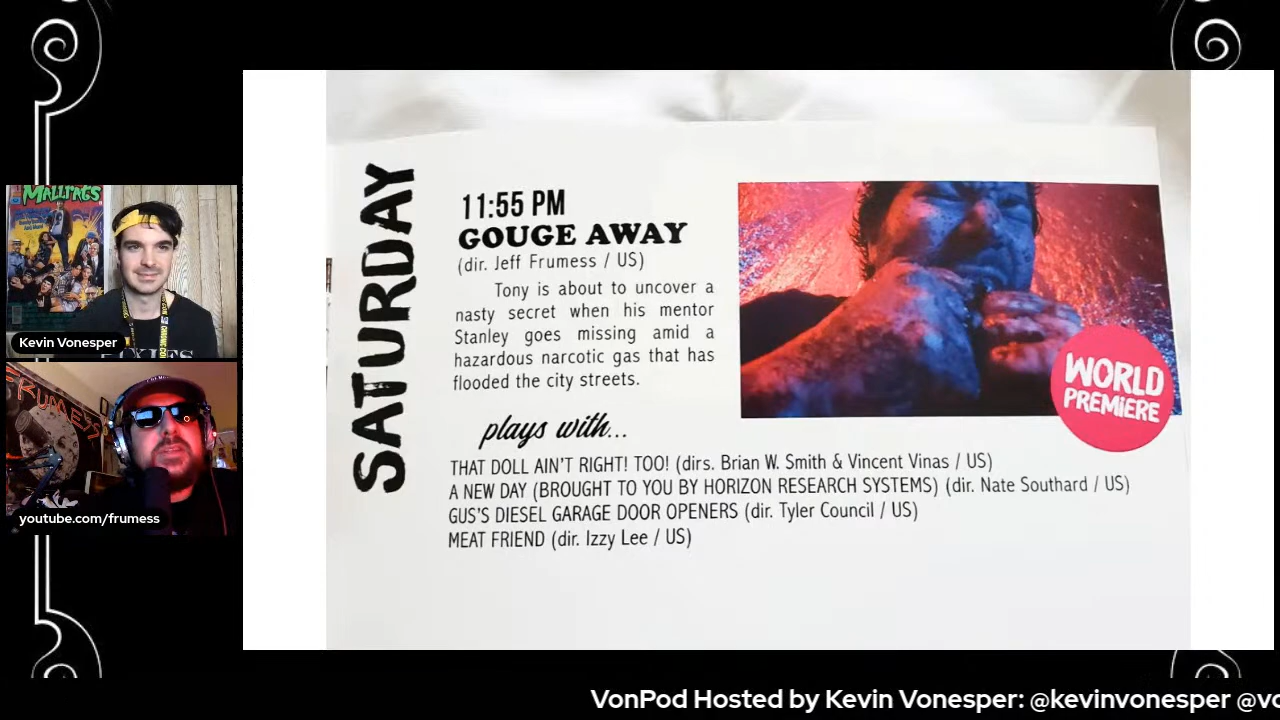 MALLRATS
Kevin Vonesper
FRUMESS
youtube.com/frumess
SATURDAY
11:55 PM
GOUGE AWAY
(dir. Jeff Frumess / US)
Tony is about to uncover a
nasty secret when his mentor
Stanley goes missing amid a
hazardous narcotic gas that has
flooded the city streets.
WORLD
PREMIERE
plays with...
THAT DOLL AIN'T RIGHT! TOO! (dirs. Brian W. Smith & Vincent Vinas / US)
A NEW DAY (BROUGHT TO YOU BY HORIZON RESEARCH SYSTEMS) (dir. Nate Southard / US)
GUS'S DIESEL GARAGE DOOR OPENERS (dir. Tyler Council / US)
MEAT FRIEND (dir. Izzy Lee / US)
VonPod Hosted by Kevin Vonesper: @kevinvonesper @vo